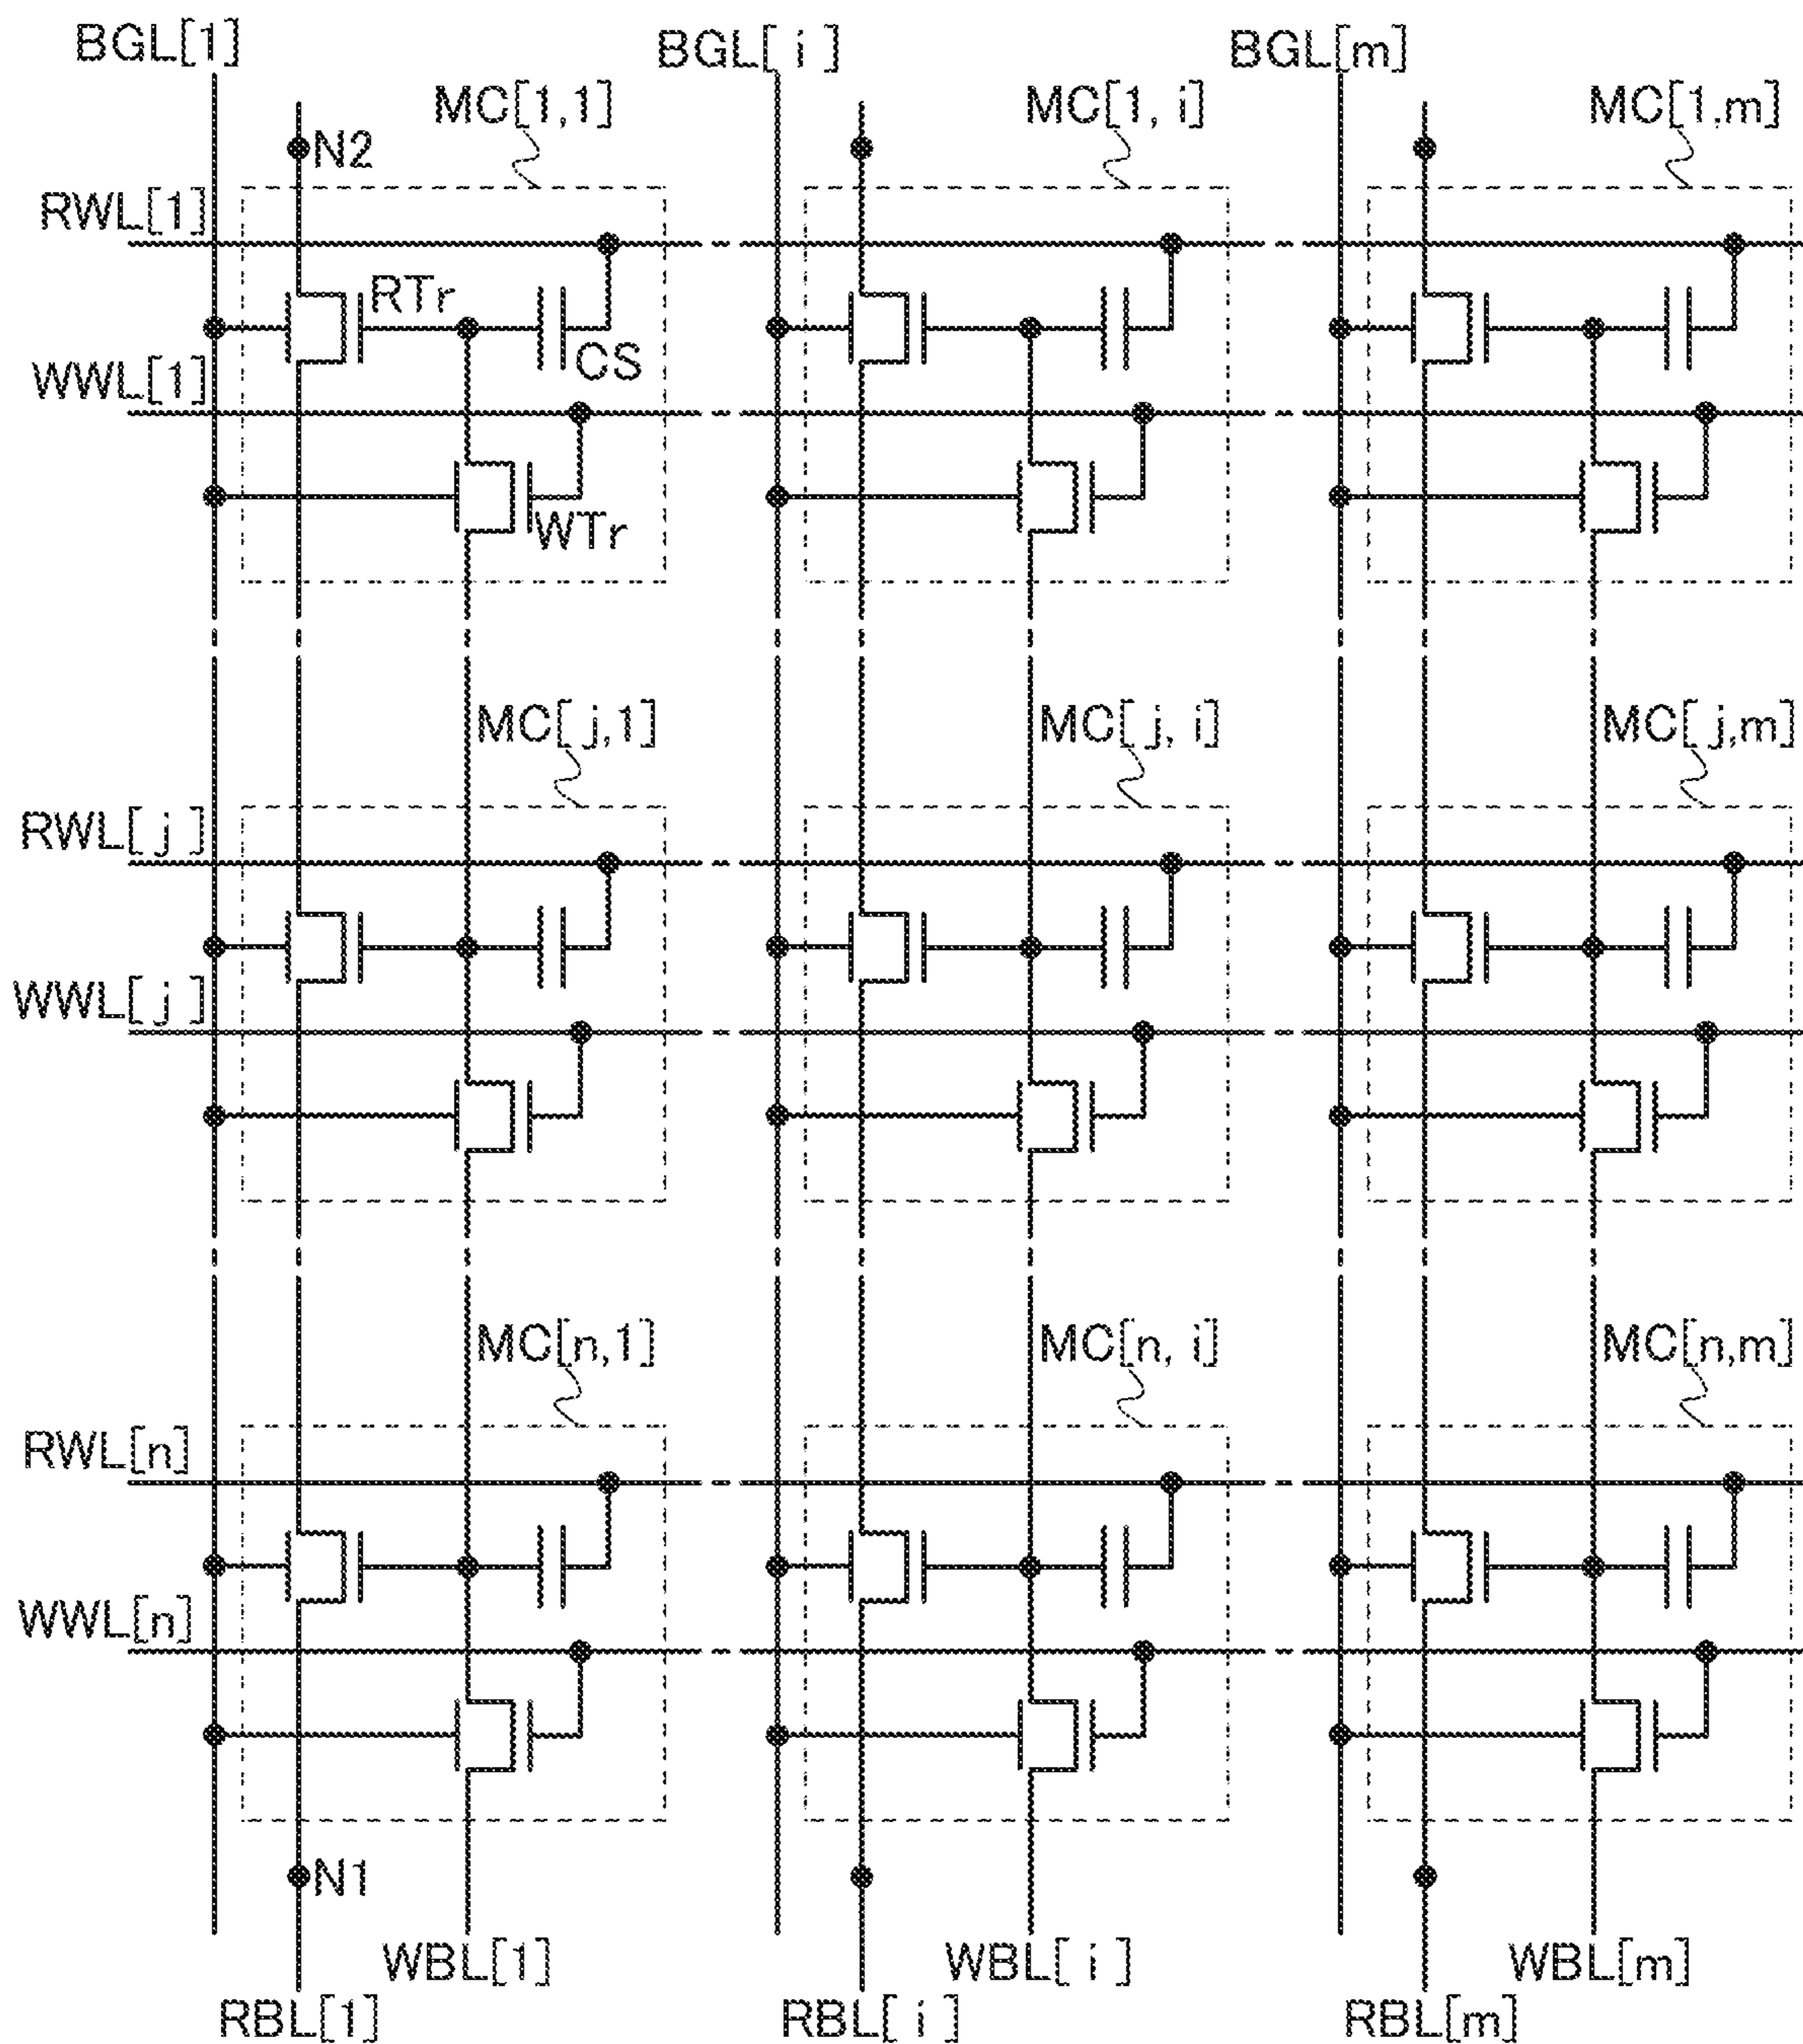 BGL[1] BGL[ i ] BGL[m]
MC[1,1] MC[1, i] MC[1,m]
N2
RWL[1]
RTr
CS
WWL[1]
WTr
MC[ j,1] MC[ j, i] MC[ j,m]
RWL[ j ]
WWL[ j ]
MC[n,1] MC[n, i] MC[n,m]
RWL[n]
WWL[n]
N1
WBL[1] WBL[ i ] WBL[m]
RBL[1] RBL[ i ] RBL[m]